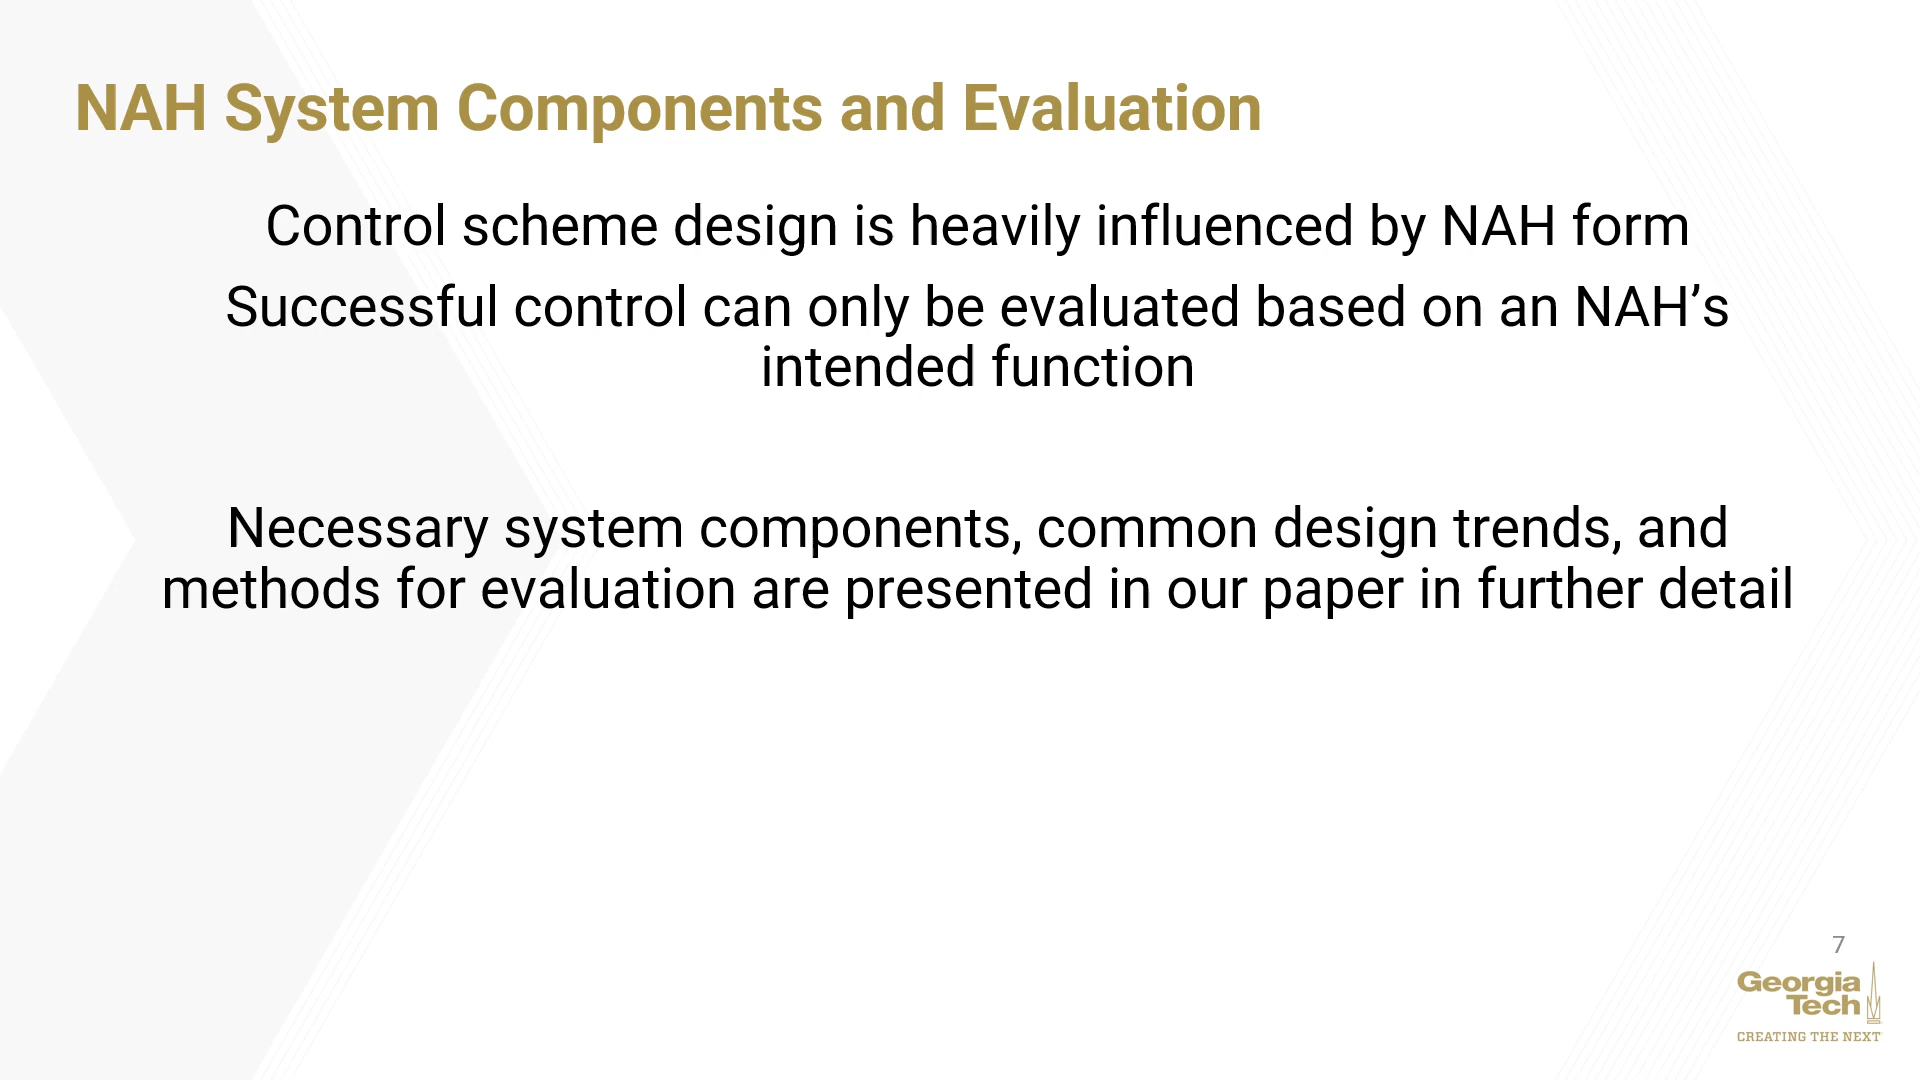 NAH System Components and Evaluation
Control scheme design is heavily influenced by NAH form
Successful control can only be evaluated based on an NAH’s
intended function
Necessary system components, common design trends, and
methods for evaluation are presented in our paper in further detail
7
Georgia
Tech
CREATING THE NEXT